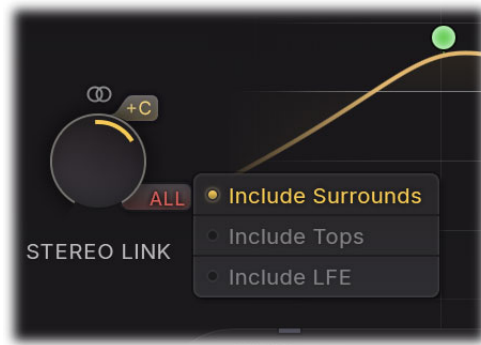 +C
ALL
Include Surrounds
STEREO LINK
Include Tops
Include LFE